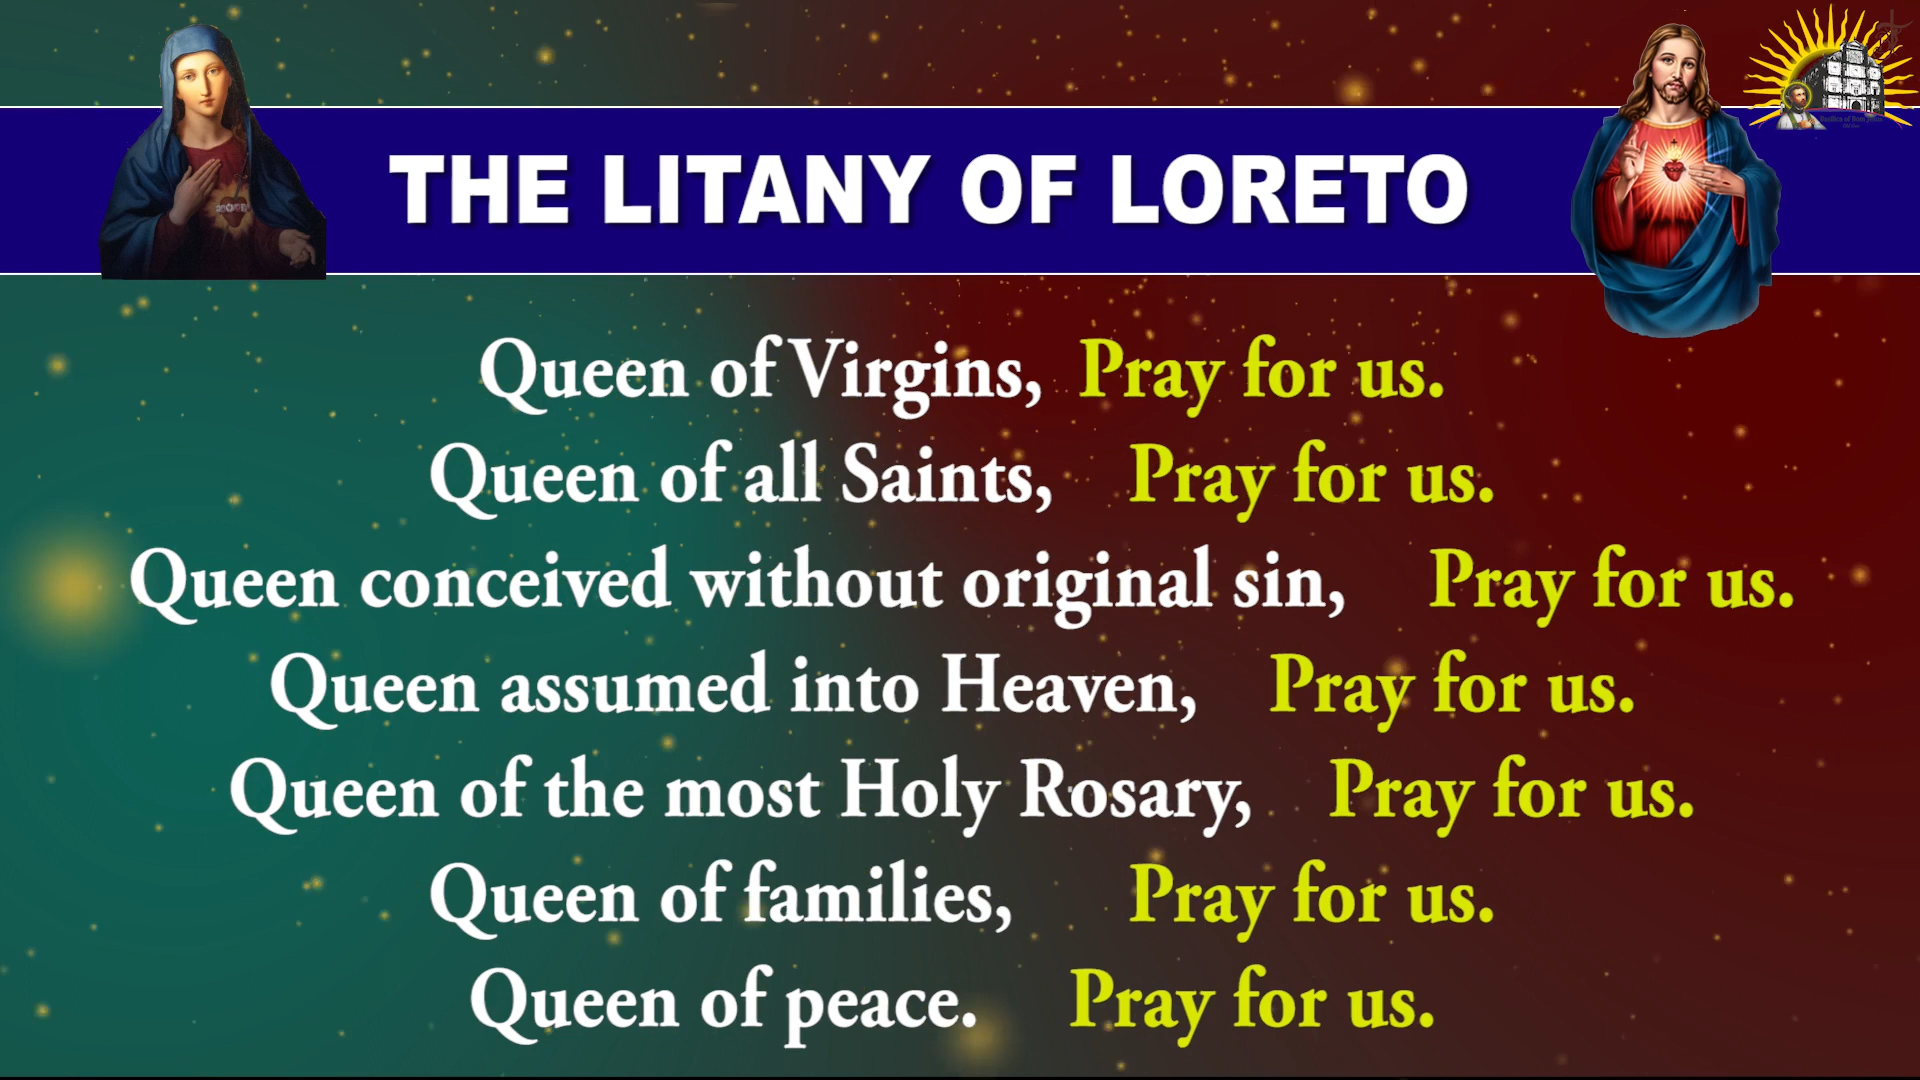 THE LITANY OF LORETO
Queen of Virgins, Pray for us.
Queen of all Saints, Pray for us.
Queen conceived without original sin, Pray for us.
Queen assumed into Heaven, Pray for us.
Queen of the most Holy Rosary, Pray for us.
Queen of families, Pray for us.
Queen of peace. Pray for us.